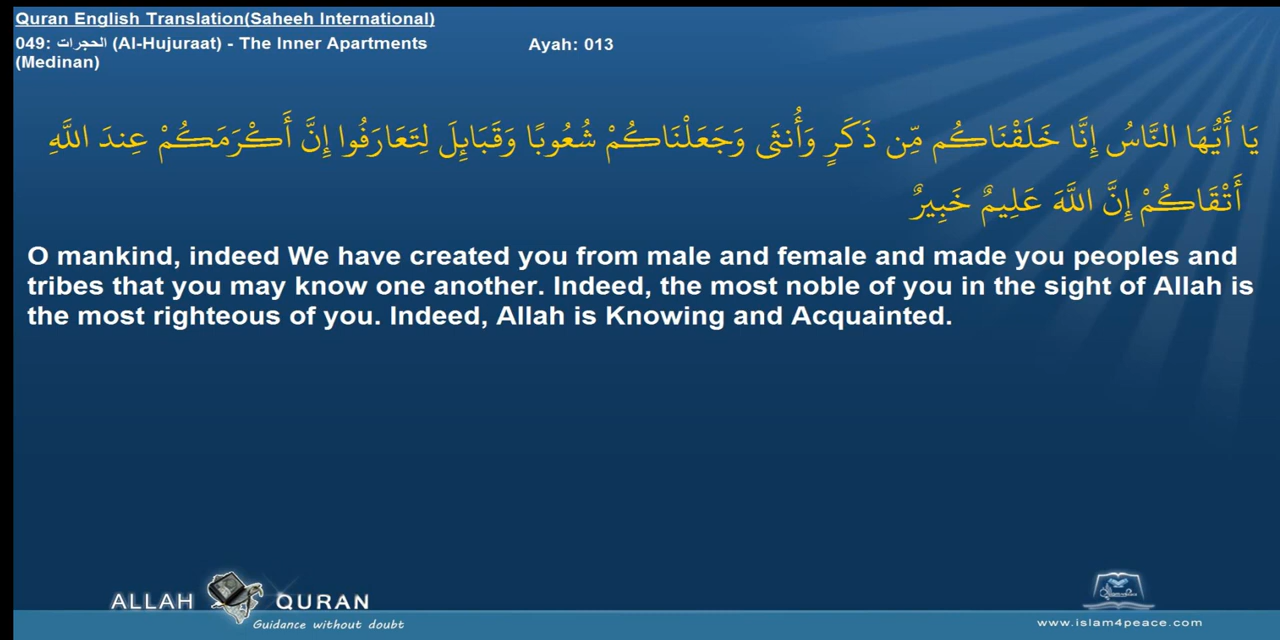 Quran English Translation(Saheeh International)
049: الحجرات (Al-Hujuraat) - The Inner Apartments
(Medinan)
Ayah: 013
يَا أَيُّهَا النَّاسُ إِنَّا خَلَقْنَاكُم مِّن ذَكَرٍ وَأُنثَى وَجَعَلْنَاكُمْ شُعُوبًا وَقَبَائِلَ لِتَعَارَفُوا إِنَّ أَكْرَمَكُمْ عِندَ اللَّهِ
أَتْقَاكُمْ إِنَّ اللَّهَ عَلِيمٌ خَبِيرٌ
O mankind, indeed We have created you from male and female and made you peoples and
tribes that you may know one another. Indeed, the most noble of you in the sight of Allah is
the most righteous of you. Indeed, Allah is Knowing and Acquainted.
ALLAH QURAN
Guidance without doubt
www.islam4peace.com